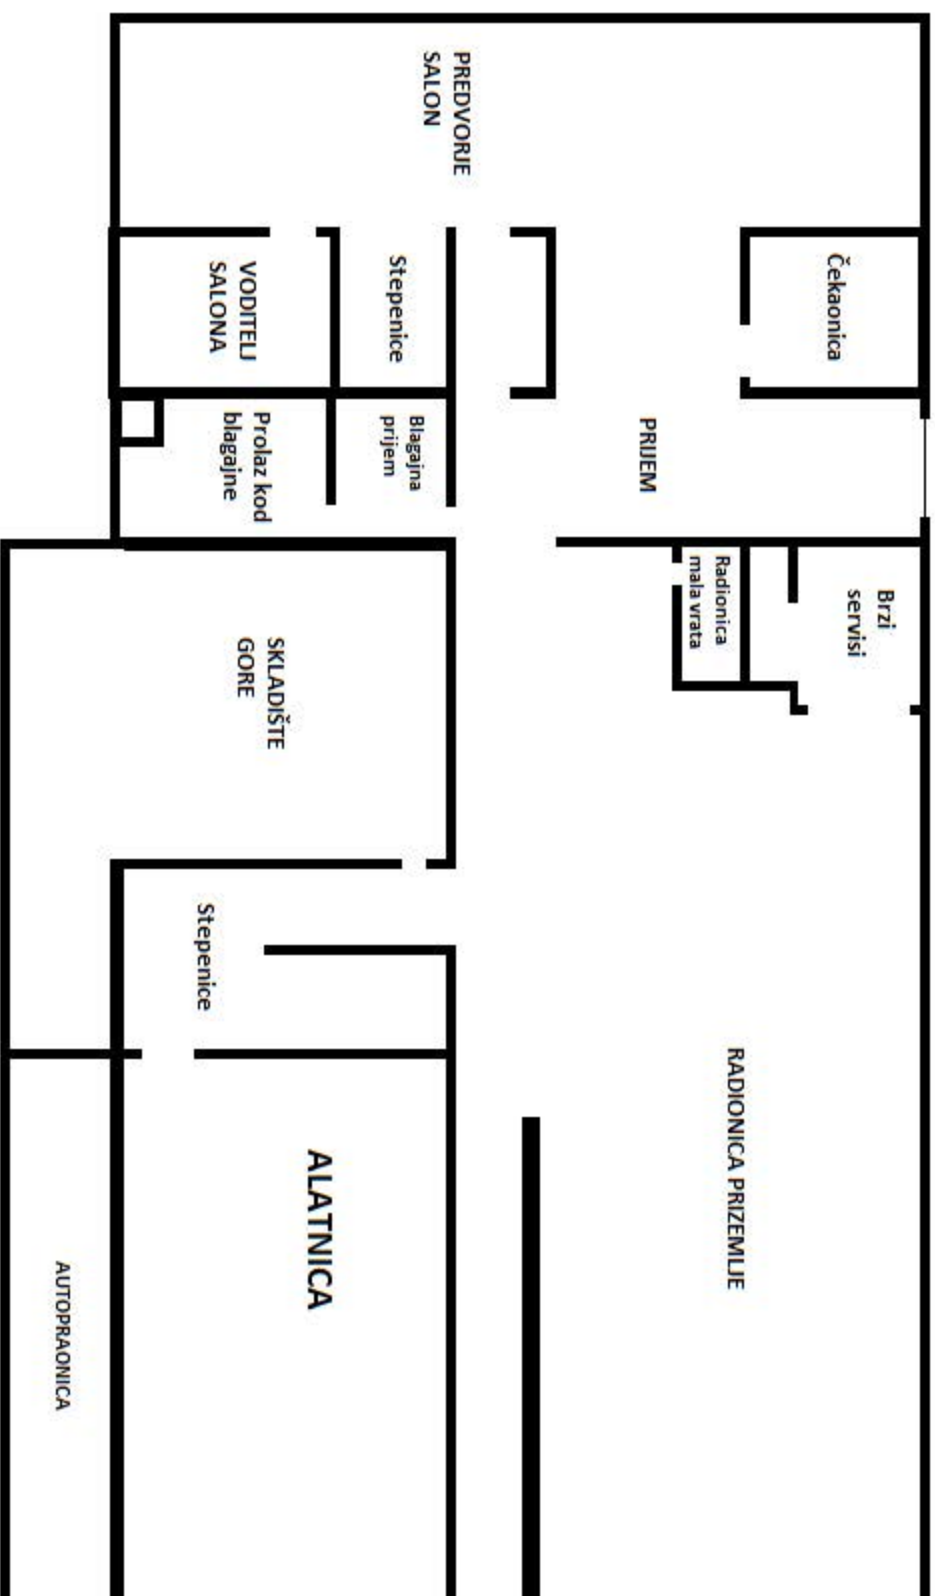 PREDVORJE
SALON
Čekaonica
Stepenice
VODITELJ
SALONA
PRIJEM
Blagajna
prijem
Prolaz kod
blagajne
Brzi
servisi
Radionica
mala vrata
SKLADIŠTE
GORE
Stepenice
RADIONICA PRIZEMLJE
ALATNICA
AUTOPRAONICA